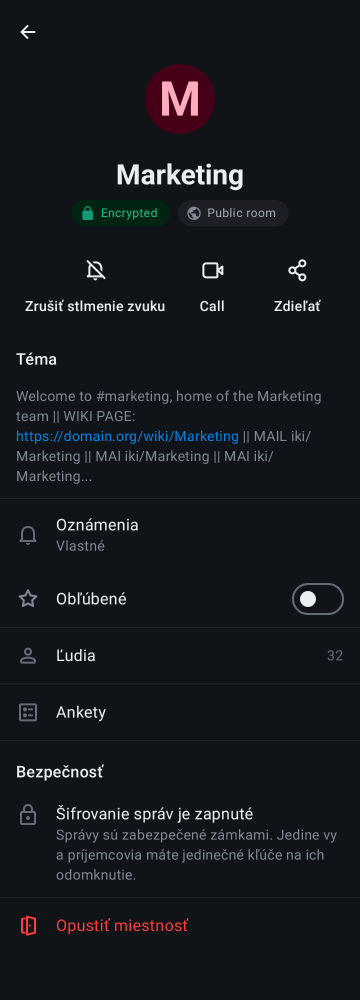 M
Marketing
Encrypted
Public room
Zrušiť stlmenie zvuku
Call
Zdieľať
Téma
Welcome to #marketing, home of the Marketing
team || WIKI PAGE:
https://domain.org/wiki/Marketing || MAIL iki/
Marketing || MAI iki/Marketing || MAI iki/
Marketing...
Oznámenia
Vlastné
Obľúbené
Ľudia
32
Ankety
Bezpečnosť
Šifrovanie správ je zapnuté
Správy sú zabezpečené zámkami. Jedine vy
a príjemcovia máte jedinečné kľúče na ich
odomknutie.
Opustiť miestnosť